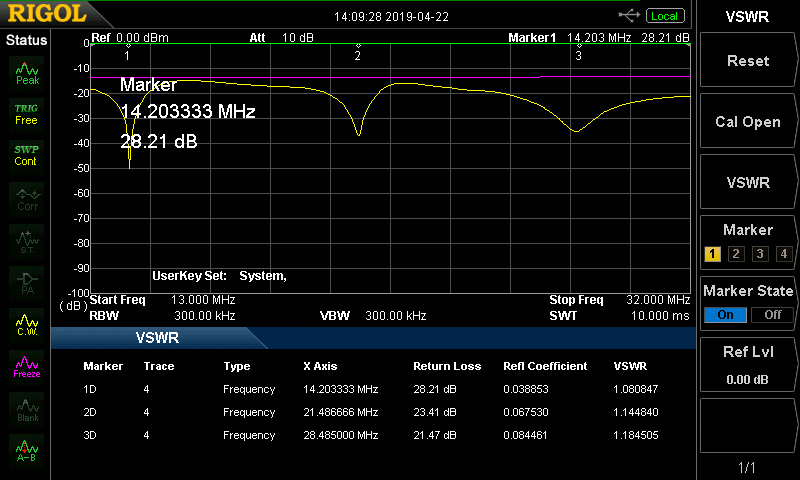 RIGOL
14:09:28 2019-04-22
Local
VSWR
Status
Ref 0.00 dBm Att 10 dB Marker1 14.203 MHz 28.21 dB
Reset
Peak
TRIG
Free
SWP
Cont
Corr
S.T.
PA
C.W.
Freeze
Blank
A-B
0
-10
-20
-30
-40
-50
-60
-70
-80
-90
-100
(dB)
1 2 3
Marker
14.203333 MHz
28.21 dB
UserKey Set: System,
Start Freq 13.000 MHz Stop Freq 32.000 MHz
RBW 300.00 kHz VBW 300.00 kHz SWT 10.000 ms
VSWR
Marker Trace Type X Axis Return Loss Refl Coefficient VSWR
1D 4 Frequency 14.203333 MHz 28.21 dB 0.038853 1.080847
2D 4 Frequency 21.486666 MHz 23.41 dB 0.067530 1.144840
3D 4 Frequency 28.485000 MHz 21.47 dB 0.084461 1.184505
Cal Open
VSWR
Marker
1 2 3 4
Marker State
On Off
Ref Lvl
0.00 dB
1/1